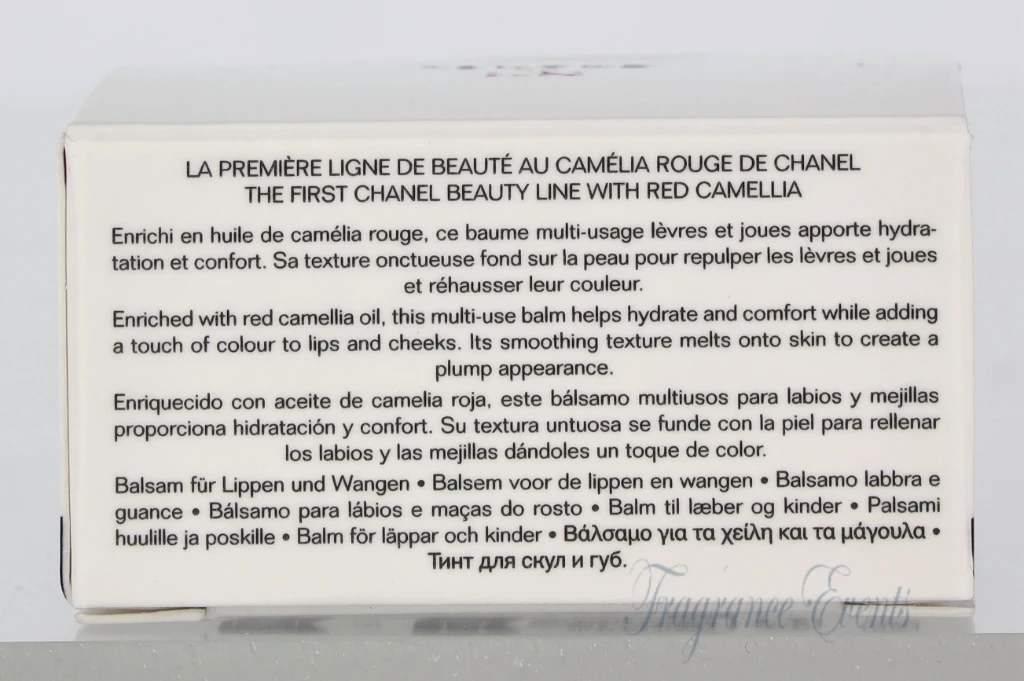 LA PREMIÈRE LIGNE DE BEAUTÉ AU CAMÉLIA ROUGE DE CHANEL
THE FIRST CHANEL BEAUTY LINE WITH RED CAMELLIA
Enrichi en huile de camélia rouge, ce baume multi-usage lèvres et joues apporte hydra-
tation et confort. Sa texture onctueuse fond sur la peau pour repulper les lèvres et joues
et réhausser leur couleur.
Enriched with red camellia oil, this multi-use balm helps hydrate and comfort while adding
a touch of colour to lips and cheeks. Its smoothing texture melts onto skin to create a
plump appearance.
Enriquecido con aceite de camelia roja, este bálsamo multiusos para labios y mejillas
proporciona hidratación y confort. Su textura untuosa se funde con la piel para rellenar
los labios y las mejillas dándoles un toque de color.
Balsam für Lippen und Wangen • Balsem voor de lippen en wangen • Balsamo labbra e
guance • Bálsamo para lábios e maças do rosto • Balm til læber og kinder • Palsami
huulille ja poskille • Balm för läppar och kinder • Βάλσαμο για τα χείλη και τα μάγουλα •
Тинт для скул и губ.
Fragrance Events